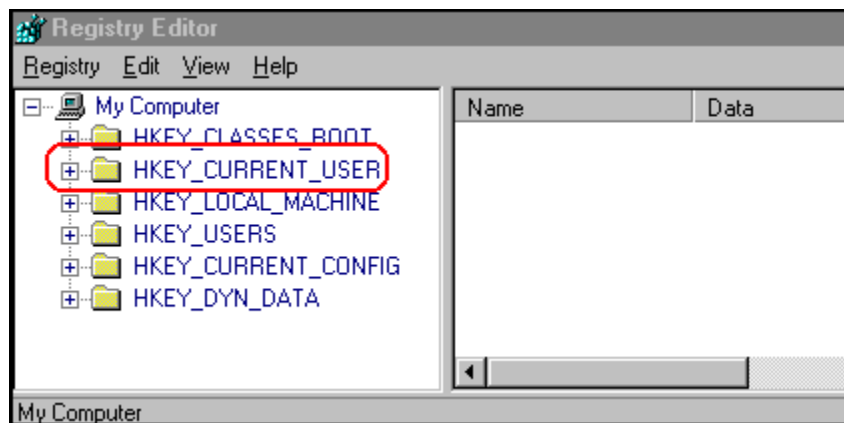 Registry Editor
Registry Edit View Help
My Computer
HKEY_CLASSES_ROOT
HKEY_CURRENT_USER
HKEY_LOCAL_MACHINE
HKEY_USERS
HKEY_CURRENT_CONFIG
HKEY_DYN_DATA
Name Data
My Computer